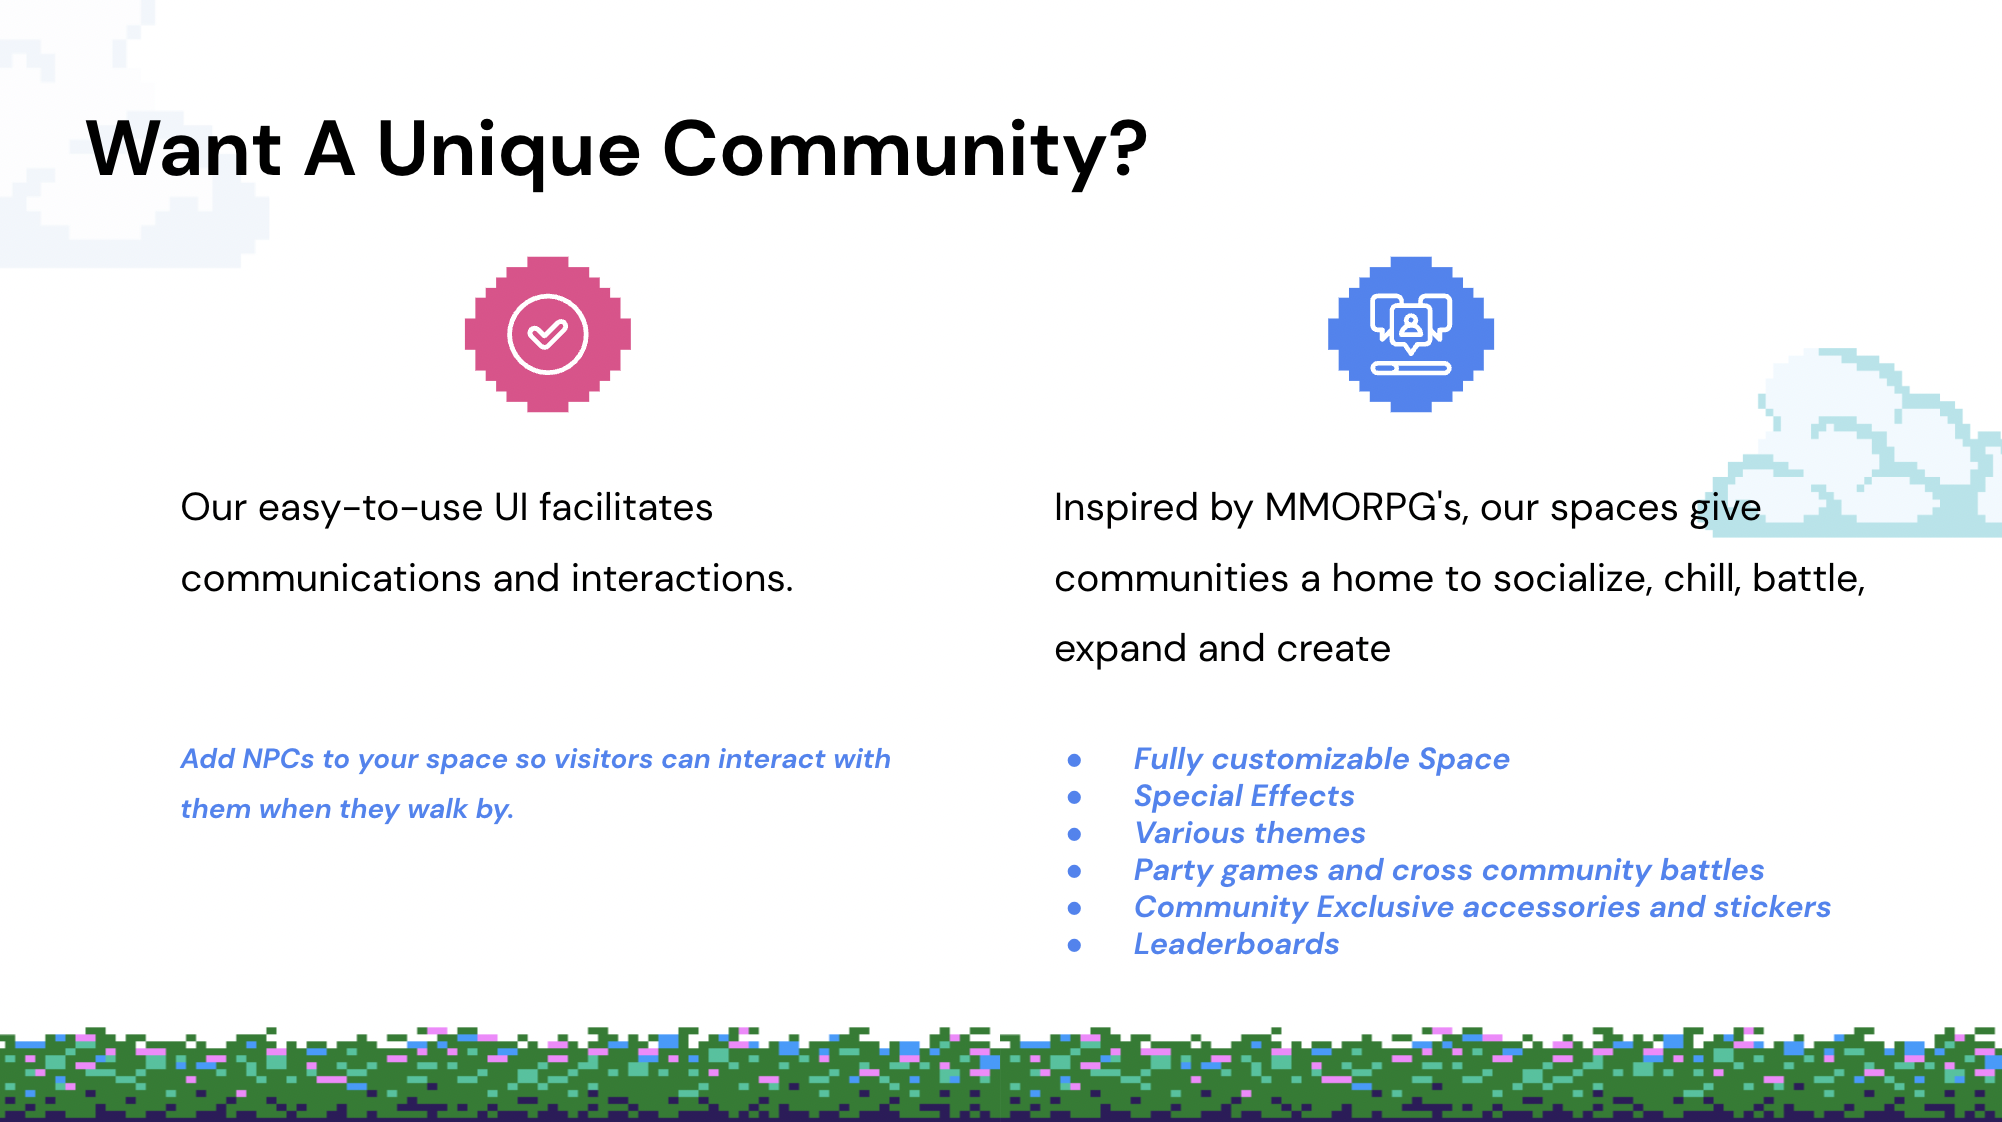 Want A Unique Community?
Our easy-to-use UI facilitates
communications and interactions.
Add NPCs to your space so visitors can interact with
them when they walk by.
Inspired by MMORPG's, our spaces give
communities a home to socialize, chill, battle,
expand and create
● Fully customizable Space
● Special Effects
● Various themes
● Party games and cross community battles
● Community Exclusive accessories and stickers
● Leaderboards